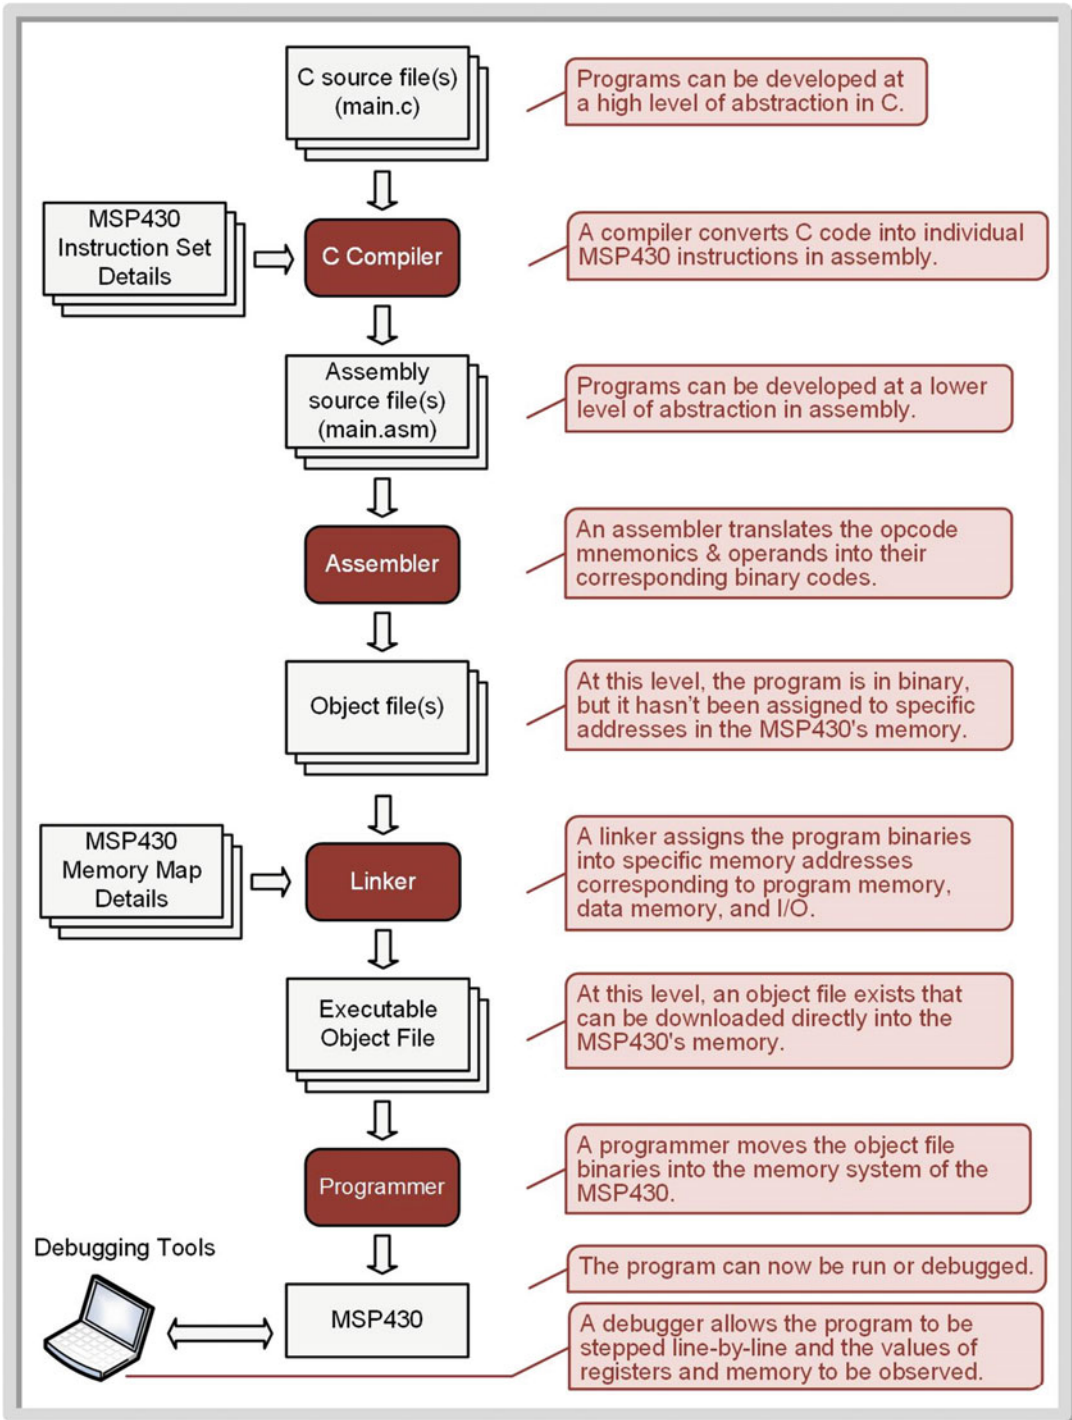 C source file(s)
(main.c)
Programs can be developed at
a high level of abstraction in C.
MSP430
Instruction Set
Details
C Compiler
A compiler converts C code into individual
MSP430 instructions in assembly.
Assembly
source file(s)
(main.asm)
Programs can be developed at a lower
level of abstraction in assembly.
Assembler
An assembler translates the opcode
mnemonics & operands into their
corresponding binary codes.
Object file(s)
At this level, the program is in binary,
but it hasn't been assigned to specific
addresses in the MSP430's memory.
MSP430
Memory Map
Details
Linker
A linker assigns the program binaries
into specific memory addresses
corresponding to program memory,
data memory, and I/O.
Executable
Object File
At this level, an object file exists that
can be downloaded directly into the
MSP430's memory.
Programmer
A programmer moves the object file
binaries into the memory system of the
MSP430.
Debugging Tools
MSP430
The program can now be run or debugged.
A debugger allows the program to be
stepped line-by-line and the values of
registers and memory to be observed.